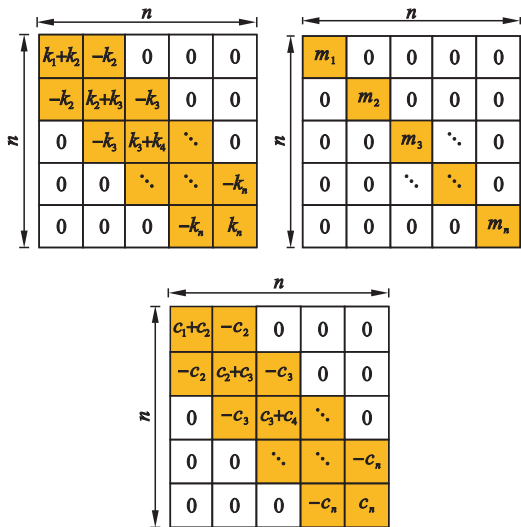 n
n
k₁+k₂ −k₂ 0 0 0
−k₂ k₂+k₃ −k₃ 0 0
0 −k₃ k₃+k₄ ⋱ 0
0 0 ⋱ ⋱ −kₙ
0 0 0 −kₙ kₙ
n
n
m₁ 0 0 0 0
0 m₂ 0 0 0
0 0 m₃ ⋱ 0
0 0 ⋱ ⋱ 0
0 0 0 0 mₙ
n
n
c₁+c₂ −c₂ 0 0 0
−c₂ c₂+c₃ −c₃ 0 0
0 −c₃ c₃+c₄ ⋱ 0
0 0 ⋱ ⋱ −cₙ
0 0 0 −cₙ cₙ